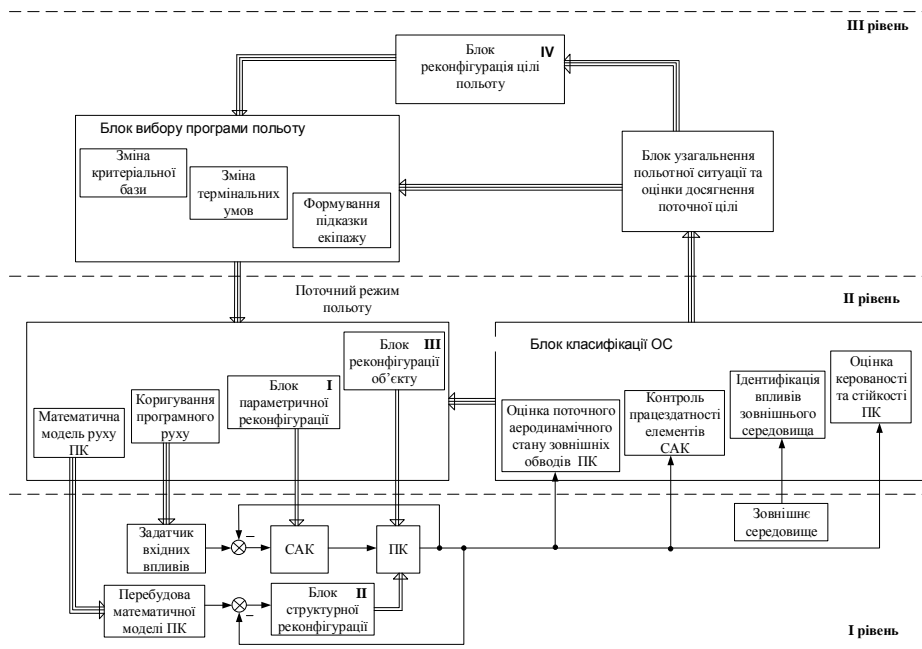 III рівень
Блок IV
реконфігурація цілі
польоту
Блок вибору програми польоту
Зміна
критеріальної
бази
Зміна
термінальних
умов
Формування
підказки
екіпажу
Блок узагальнення
польотної ситуації та
оцінки досягнення
поточної цілі
Поточний режим
польоту
II рівень
Блок III
реконфігурації
об’єкту
Блок I
параметричної
реконфігурації
Коригування
програмного
руху
Математична
модель руху
ПК
Блок класифікації ОС
Оцінка поточного
аеродинамічного
стану зовнішніх
обводів ПК
Контроль
працездатності
елементів
САК
Ідентифікація
впливів
зовнішнього
середовища
Оцінка
керованості
та стійкості
ПК
Задатчик
вхідних
впливів
–
САК
ПК
Зовнішнє
середовище
Перебудова
математичної
моделі ПК
–
Блок II
структурної
реконфігурації
I рівень